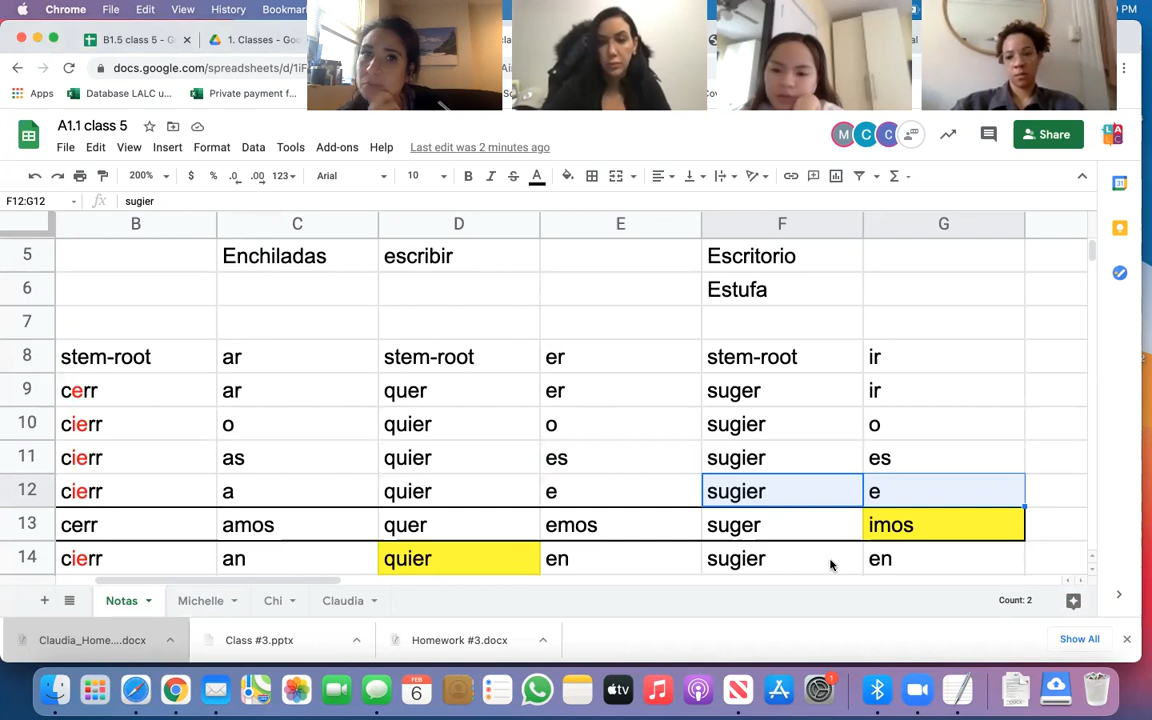 Chrome File Edit View History Bookmar PM
B1.5 class 5 - G 1. Classes - Goo
docs.google.com/spreadsheets/d/1iF
Apps Database LALC u... Private payment f...
A1.1 class 5
File Edit View Insert Format Data Tools Add-ons Help Last edit was 2 minutes ago
M C C Share
200% $ % .0 .00 123 Arial 10 B I S A
F12:G12 fx sugier
B C D E F G
5 Enchiladas escribir Escritorio
6 Estufa
7
8 stem-root ar stem-root er stem-root ir
9 cerr ar quer er suger ir
10 cierr o quier o sugier o
11 cierr as quier es sugier es
12 cierr a quier e sugier e
13 cerr amos quer emos suger imos
14 cierr an quier en sugier en
Notas Michelle Chi Claudia Count: 2
Claudia_Home....docx Class #3.pptx Homework #3.docx Show All
FEB
6 tv 1